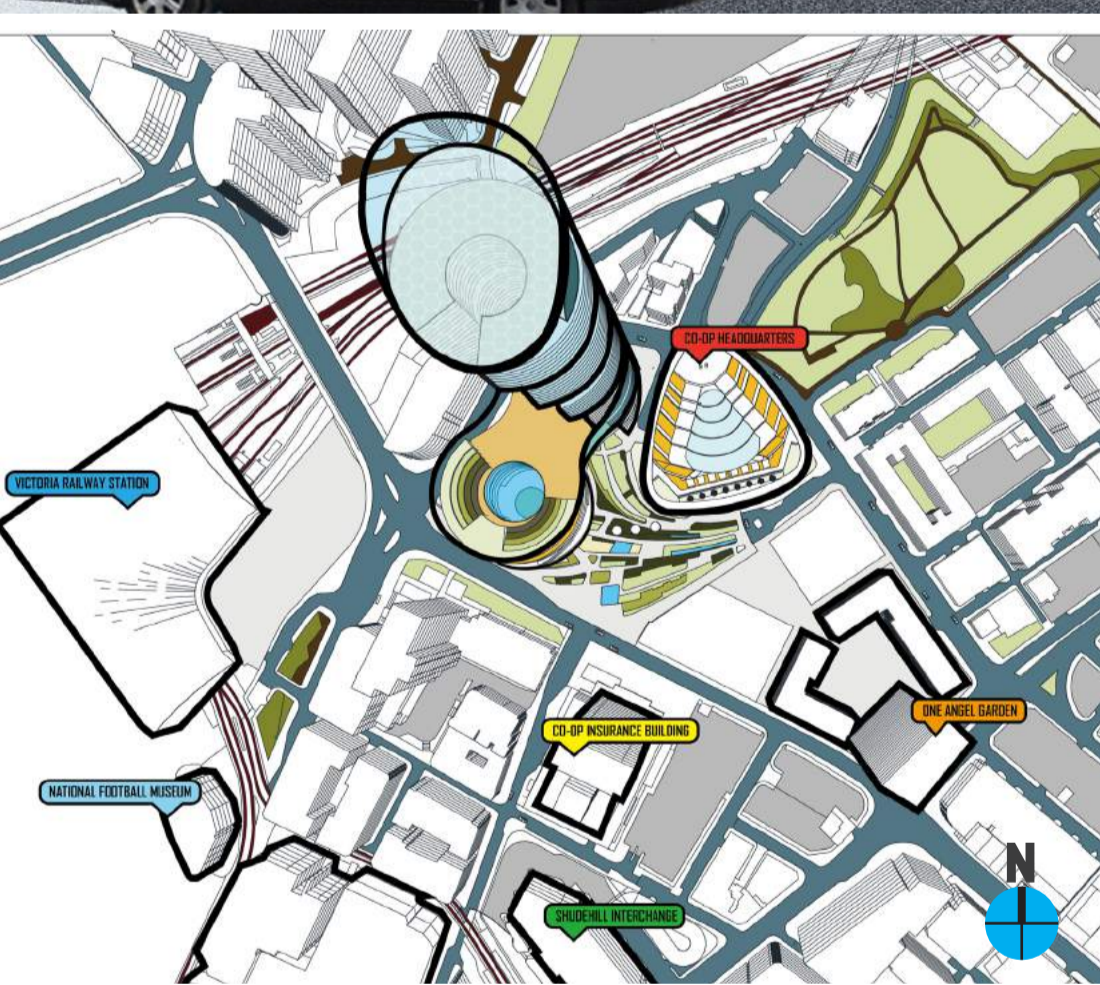 CO-OP HEADQUARTERS
VICTORIA RAILWAY STATION
ONE ANGEL GARDEN
CO-OP INSURANCE BUILDING
NATIONAL FOOTBALL MUSEUM
SHUDEHILL INTERCHANGE
N